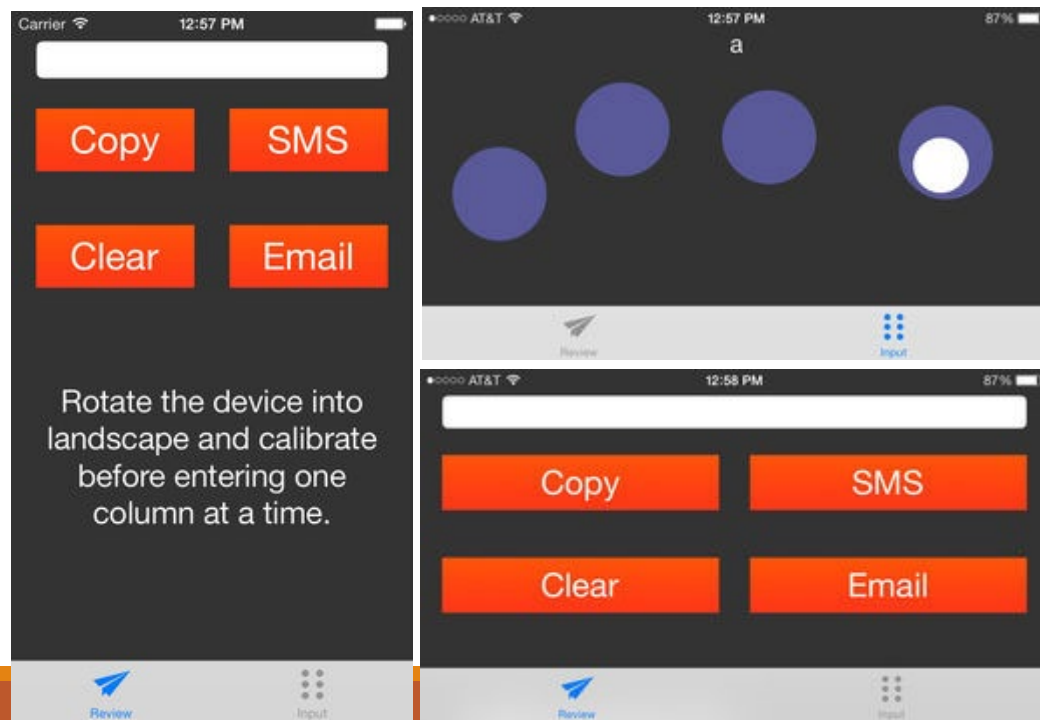 Carrier 12:57 PM
Copy SMS
Clear Email
Rotate the device into
landscape and calibrate
before entering one
column at a time.
Review Input
AT&T 12:57 PM 87%
a
Review Input
AT&T 12:58 PM 87%
Copy SMS
Clear Email
Review Input